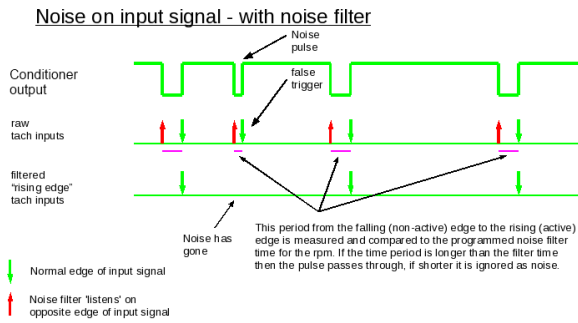 Noise on input signal - with noise filter
Noise
pulse
Conditioner
output
false
trigger
raw
tach inputs
filtered
"rising edge"
tach inputs
Noise has
gone
This period from the falling (non-active) edge to the rising (active)
edge is measured and compared to the programmed noise filter
time for the rpm. If the time period is longer than the filter time
then the pulse passes through, if shorter it is ignored as noise.
Normal edge of input signal
Noise filter 'listens' on
opposite edge of input signal